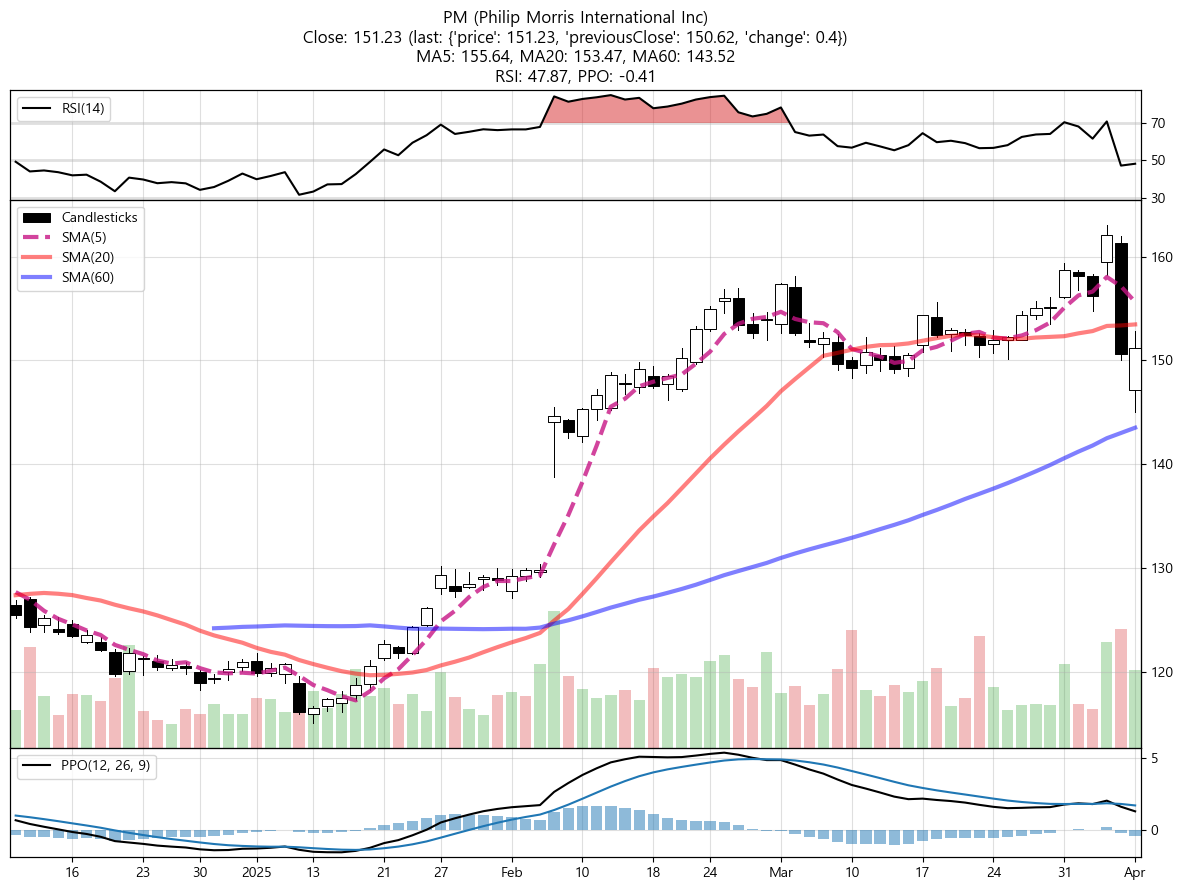 PM (Philip Morris International Inc)
Close: 151.23 (last: {'price': 151.23, 'previousClose': 150.62, 'change': 0.4})
MA5: 155.64, MA20: 153.47, MA60: 143.52
RSI: 47.87, PPO: -0.41
RSI(14)
70
50
30
Candlesticks
SMA(5)
SMA(20)
SMA(60)
160
150
140
130
120
PPO(12, 26, 9)
5
0
16 23 30 2025 13 21 27 Feb 10 18 24 Mar 10 17 24 31 Apr